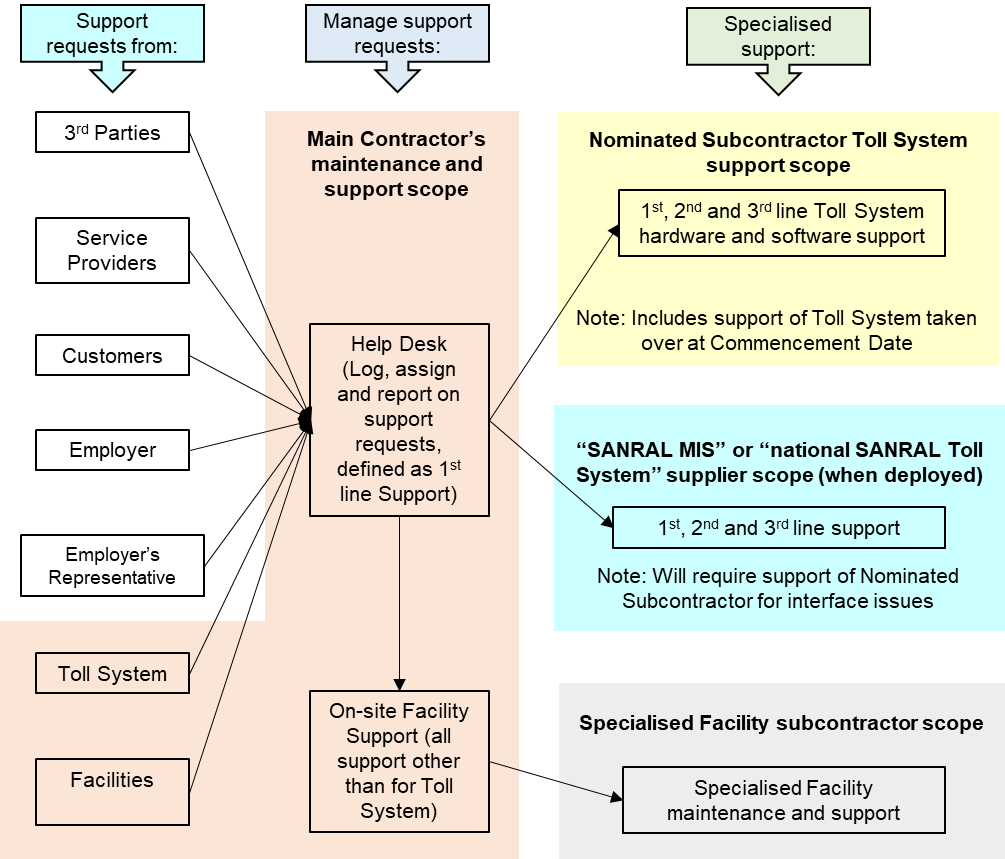 Support
requests from:
Manage support
requests:
Specialised
support:
3rd Parties
Service
Providers
Customers
Employer
Employer’s
Representative
Toll System
Facilities
Main Contractor’s
maintenance and
support scope
Help Desk
(Log, assign
and report on
support
requests,
defined as 1st
line Support)
On-site Facility
Support (all
support other
than for Toll
System)
Nominated Subcontractor Toll System
support scope
1st, 2nd and 3rd line Toll System
hardware and software support
Note: Includes support of Toll System taken
over at Commencement Date
“SANRAL MIS” or “national SANRAL Toll
System” supplier scope (when deployed)
1st, 2nd and 3rd line support
Note: Will require support of Nominated
Subcontractor for interface issues
Specialised Facility subcontractor scope
Specialised Facility
maintenance and support